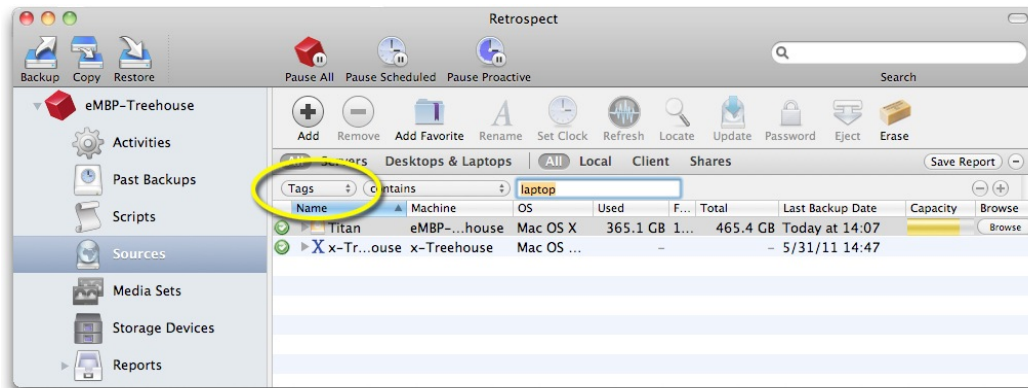 Retrospect
Backup Copy Restore Pause All Pause Scheduled Pause Proactive Search
eMBP-Treehouse
Activities
Past Backups
Scripts
Sources
Media Sets
Storage Devices
Reports
Add Remove Add Favorite Rename Set Clock Refresh Locate Update Password Eject Erase
All Servers Desktops & Laptops All Local Client Shares Save Report
Tags contains laptop
Name Machine OS Used F... Total Last Backup Date Capacity Browse
Titan eMBP-...house Mac OS X 365.1 GB 1... 465.4 GB Today at 14:07 Browse
x-Tr...ouse x-Treehouse Mac OS ... – – 5/31/11 14:47